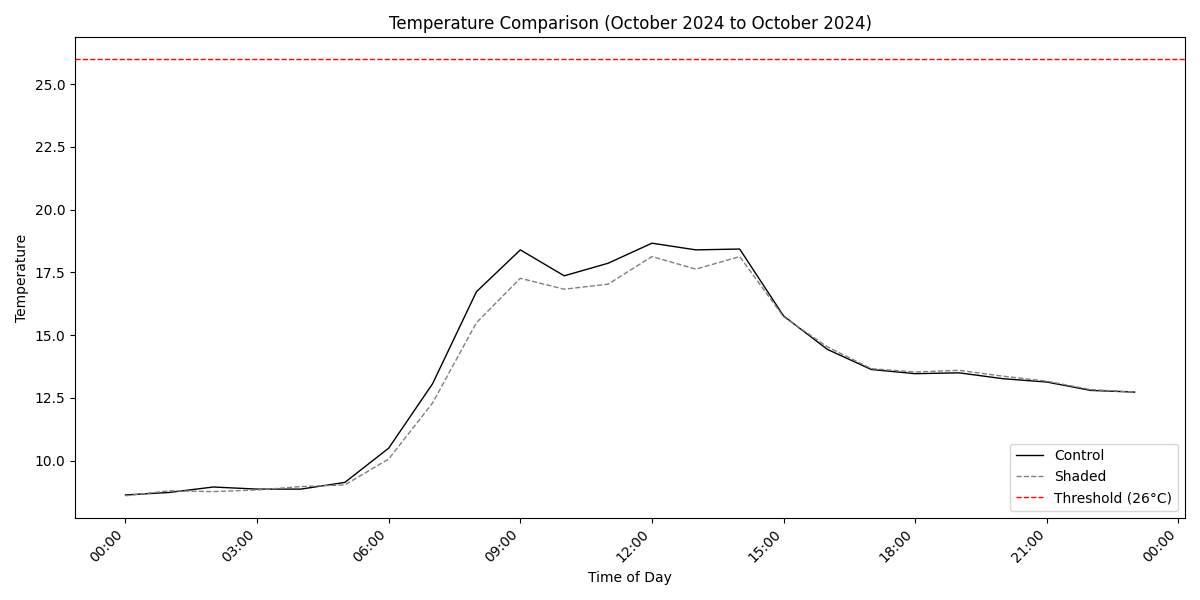 Temperature Comparison (October 2024 to October 2024)
Temperature
25.0
22.5
20.0
17.5
15.0
12.5
10.0
Control
Shaded
Threshold (26°C)
00:00
03:00
06:00
09:00
12:00
15:00
18:00
21:00
00:00
Time of Day